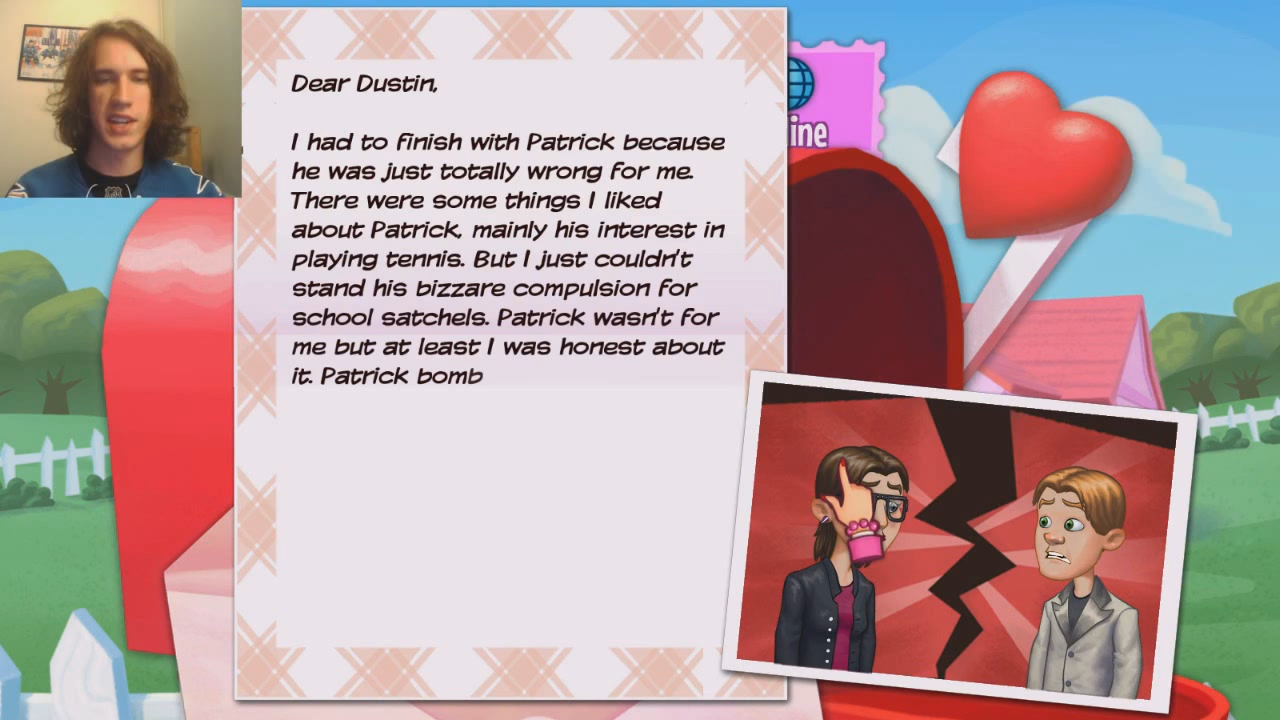 Dear Dustin,
I had to finish with Patrick because
he was just totally wrong for me.
There were some things I liked
about Patrick, mainly his interest in
playing tennis. But I just couldn't
stand his bizzare compulsion for
school satchels. Patrick wasn't for
me but at least I was honest about
it. Patrick bomb
ine